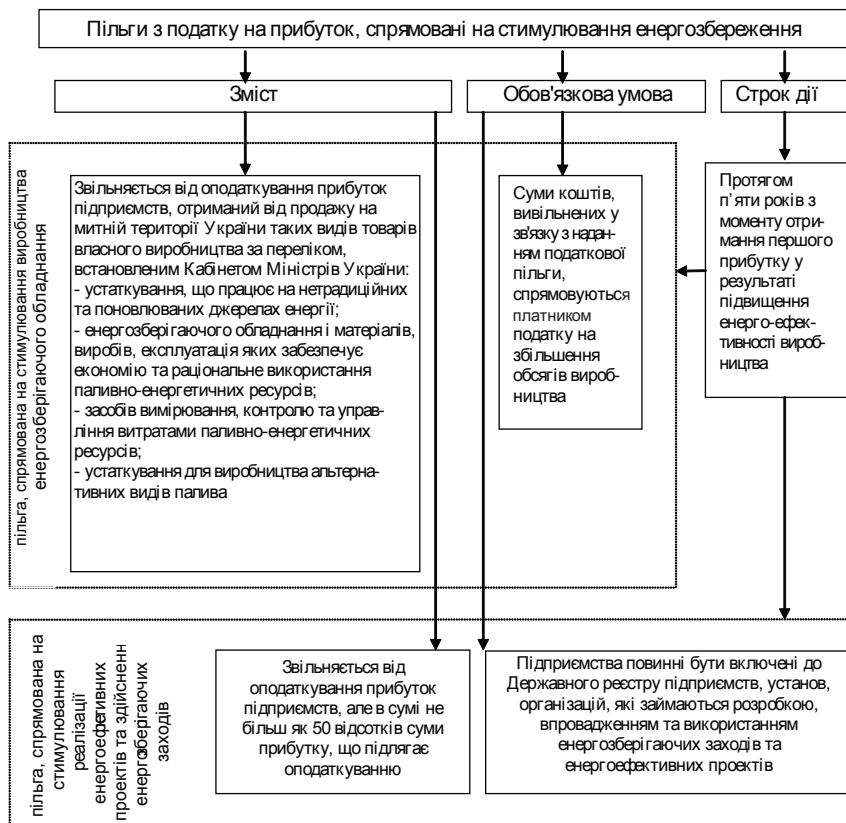 Пільги з податку на прибуток, спрямовані на стимулювання енергозбереження
Зміст
Обов'язкова умова
Строк дії
пільга, спрямована на стимулювання виробництва
енергозберігаючого обладнання
Звільняється від оподаткування прибуток
підприємств, отриманий від продажу на
митній території України таких видів товарів
власного виробництва за переліком,
встановленим Кабінетом Міністрів України:
- устаткування, що працює на нетрадиційних
та поновлюваних джерелах енергії;
- енергозберігаючого обладнання і матеріалів,
виробів, експлуатація яких забезпечує
економію та раціональне використання
паливно-енергетичних ресурсів;
- засобів вимірювання, контролю та управ-
ління витратами паливно-енергетичних
ресурсів;
- устаткування для виробництва альтерна-
тивних видів палива
Суми коштів,
вивільнених у
зв'язку з надан-
ням податкової
пільги,
спрямовуються
платником
податку на
збільшення
обсягів вироб-
ництва
Протягом
п’яти років з
моменту отри-
мання першого
прибутку у
результаті
підвищення
енерго-ефек-
тивності вироб-
ництва
пільга, спрямована на
стимулювання
реалізації
енергоефективних
проектів та здійсненн
енергозберігаючих
заходів
Звільняється від
оподаткування прибуток
підприємств, але в сумі не
більш як 50 відсотків суми
прибутку, що підлягає
оподаткуванню
Підприємства повинні бути включені до
Державного реєстру підприємств, установ,
організацій, які займаються розробкою,
впровадженням та використанням
енергозберігаючих заходів та
енергоефективних проектів